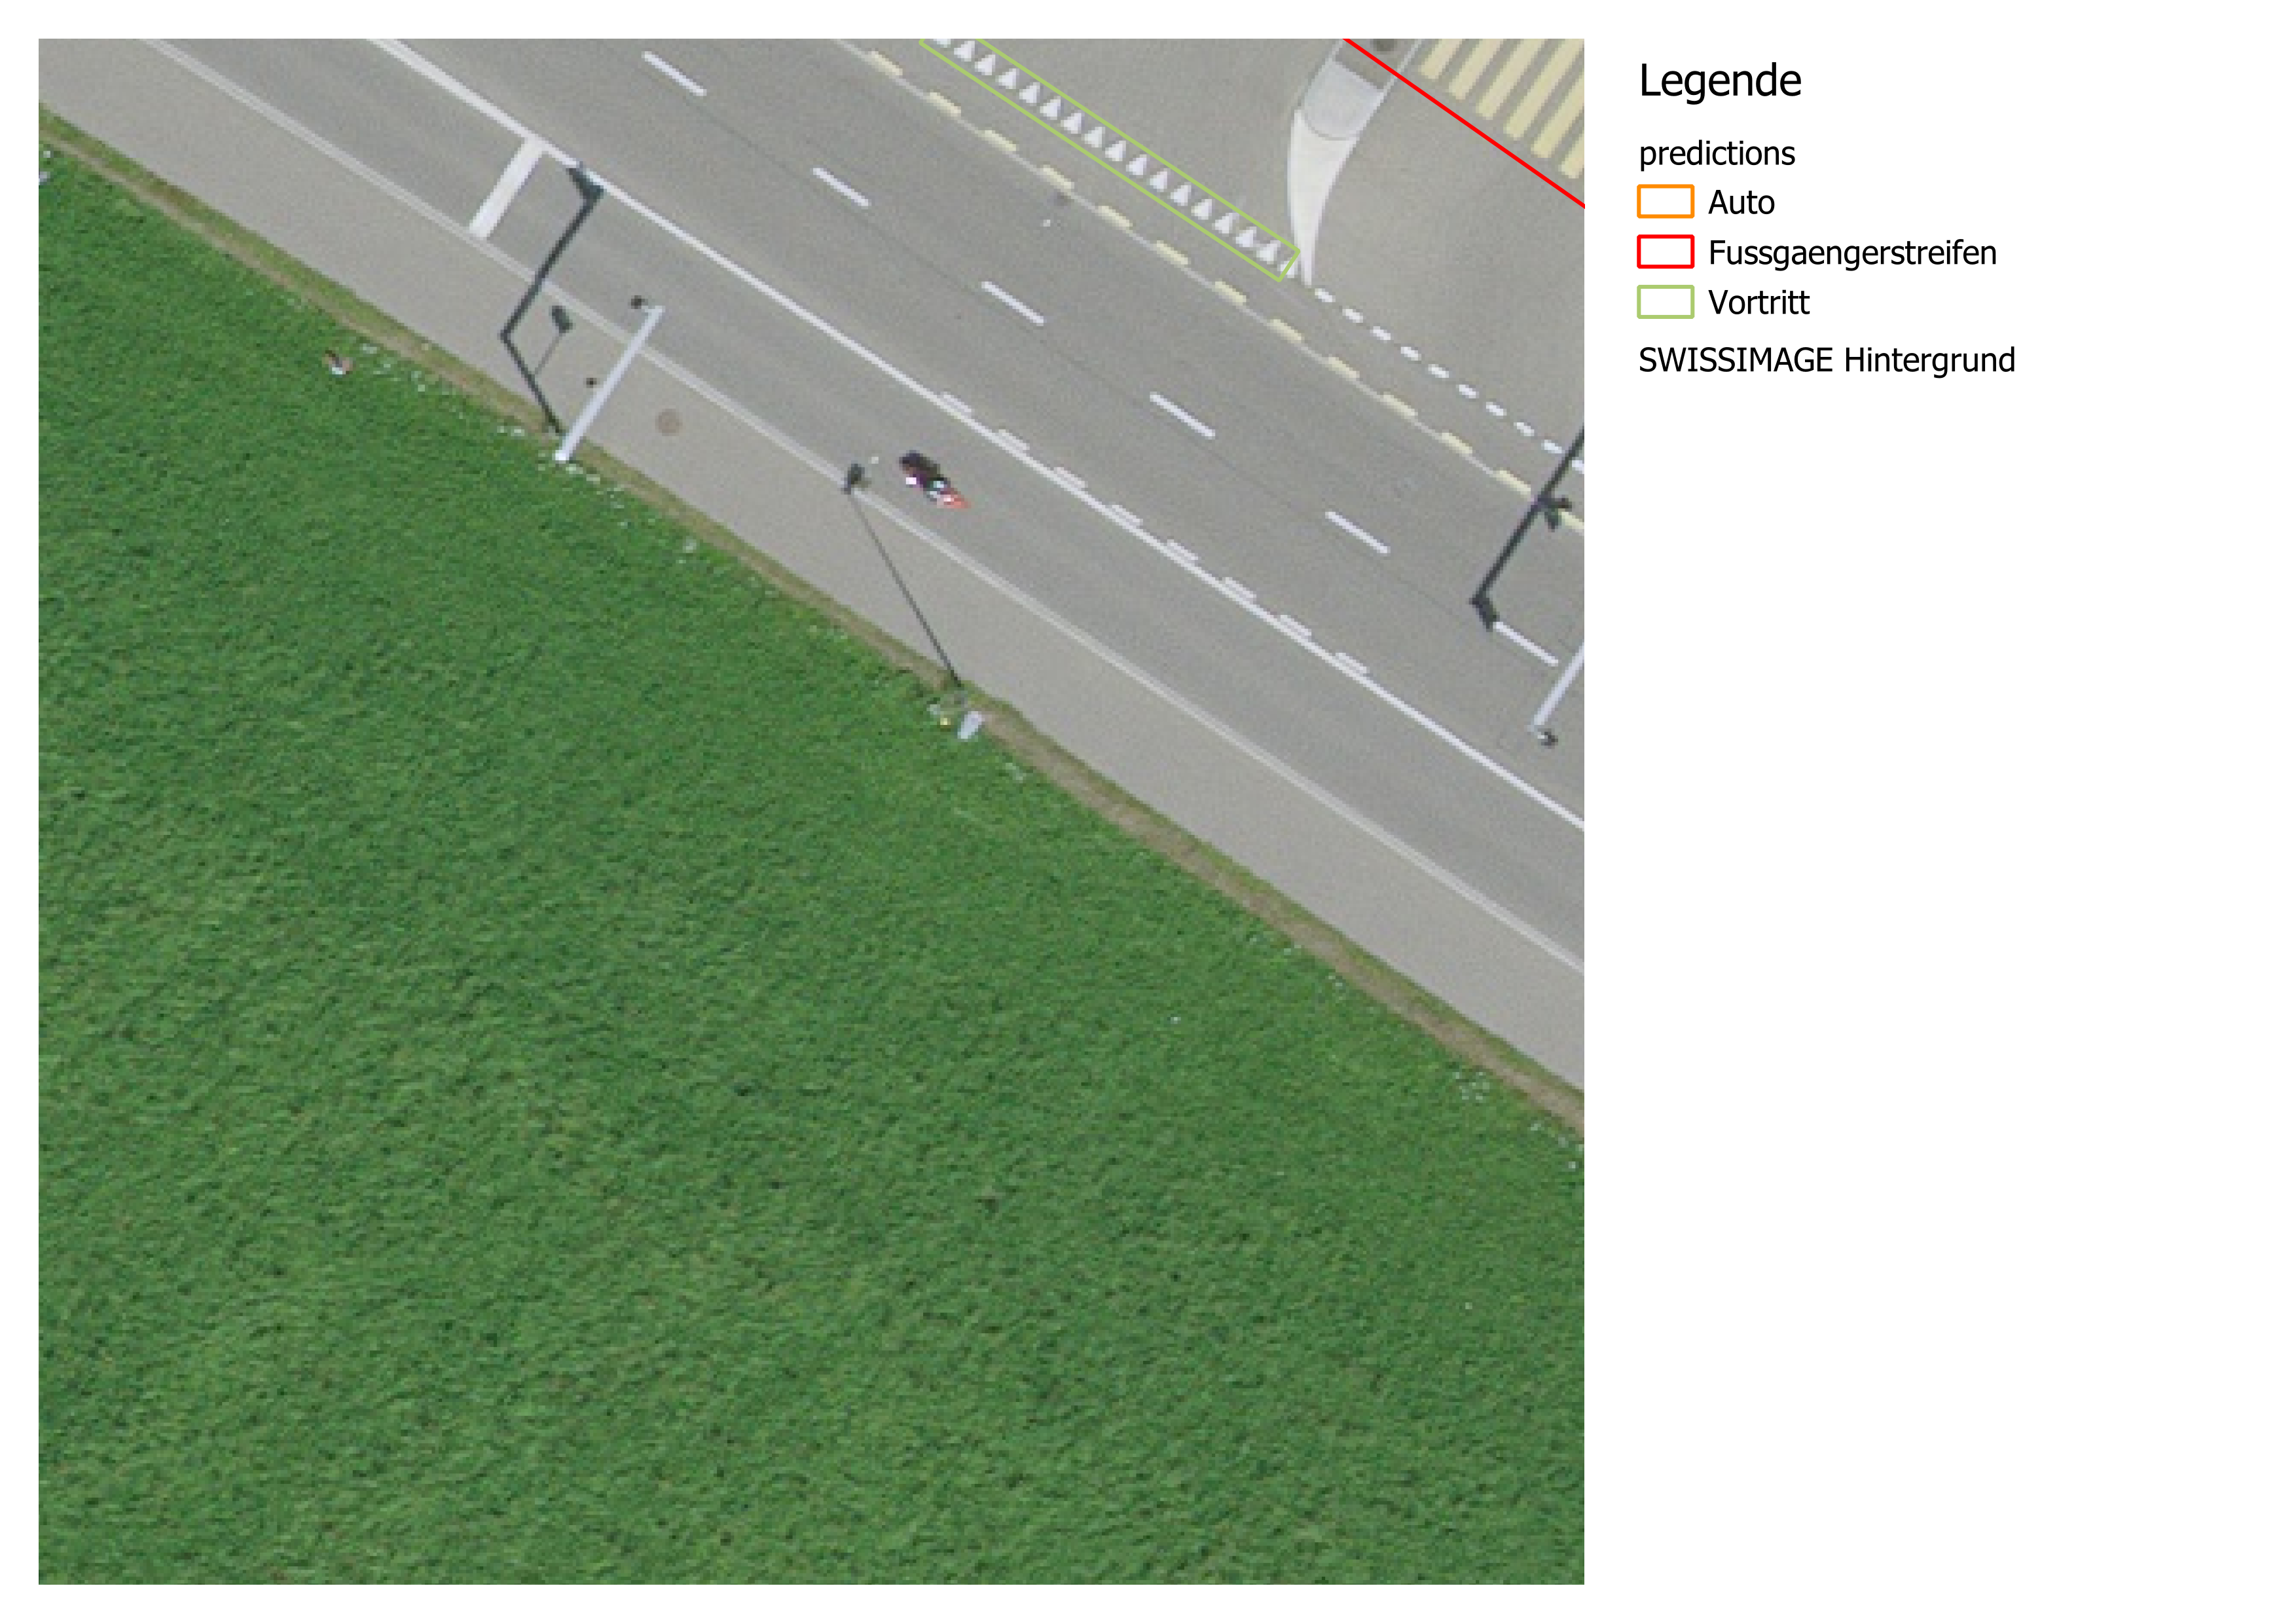 Legende
predictions
Auto
Fussgaengerstreifen
Vortritt
SWISSIMAGE Hintergrund